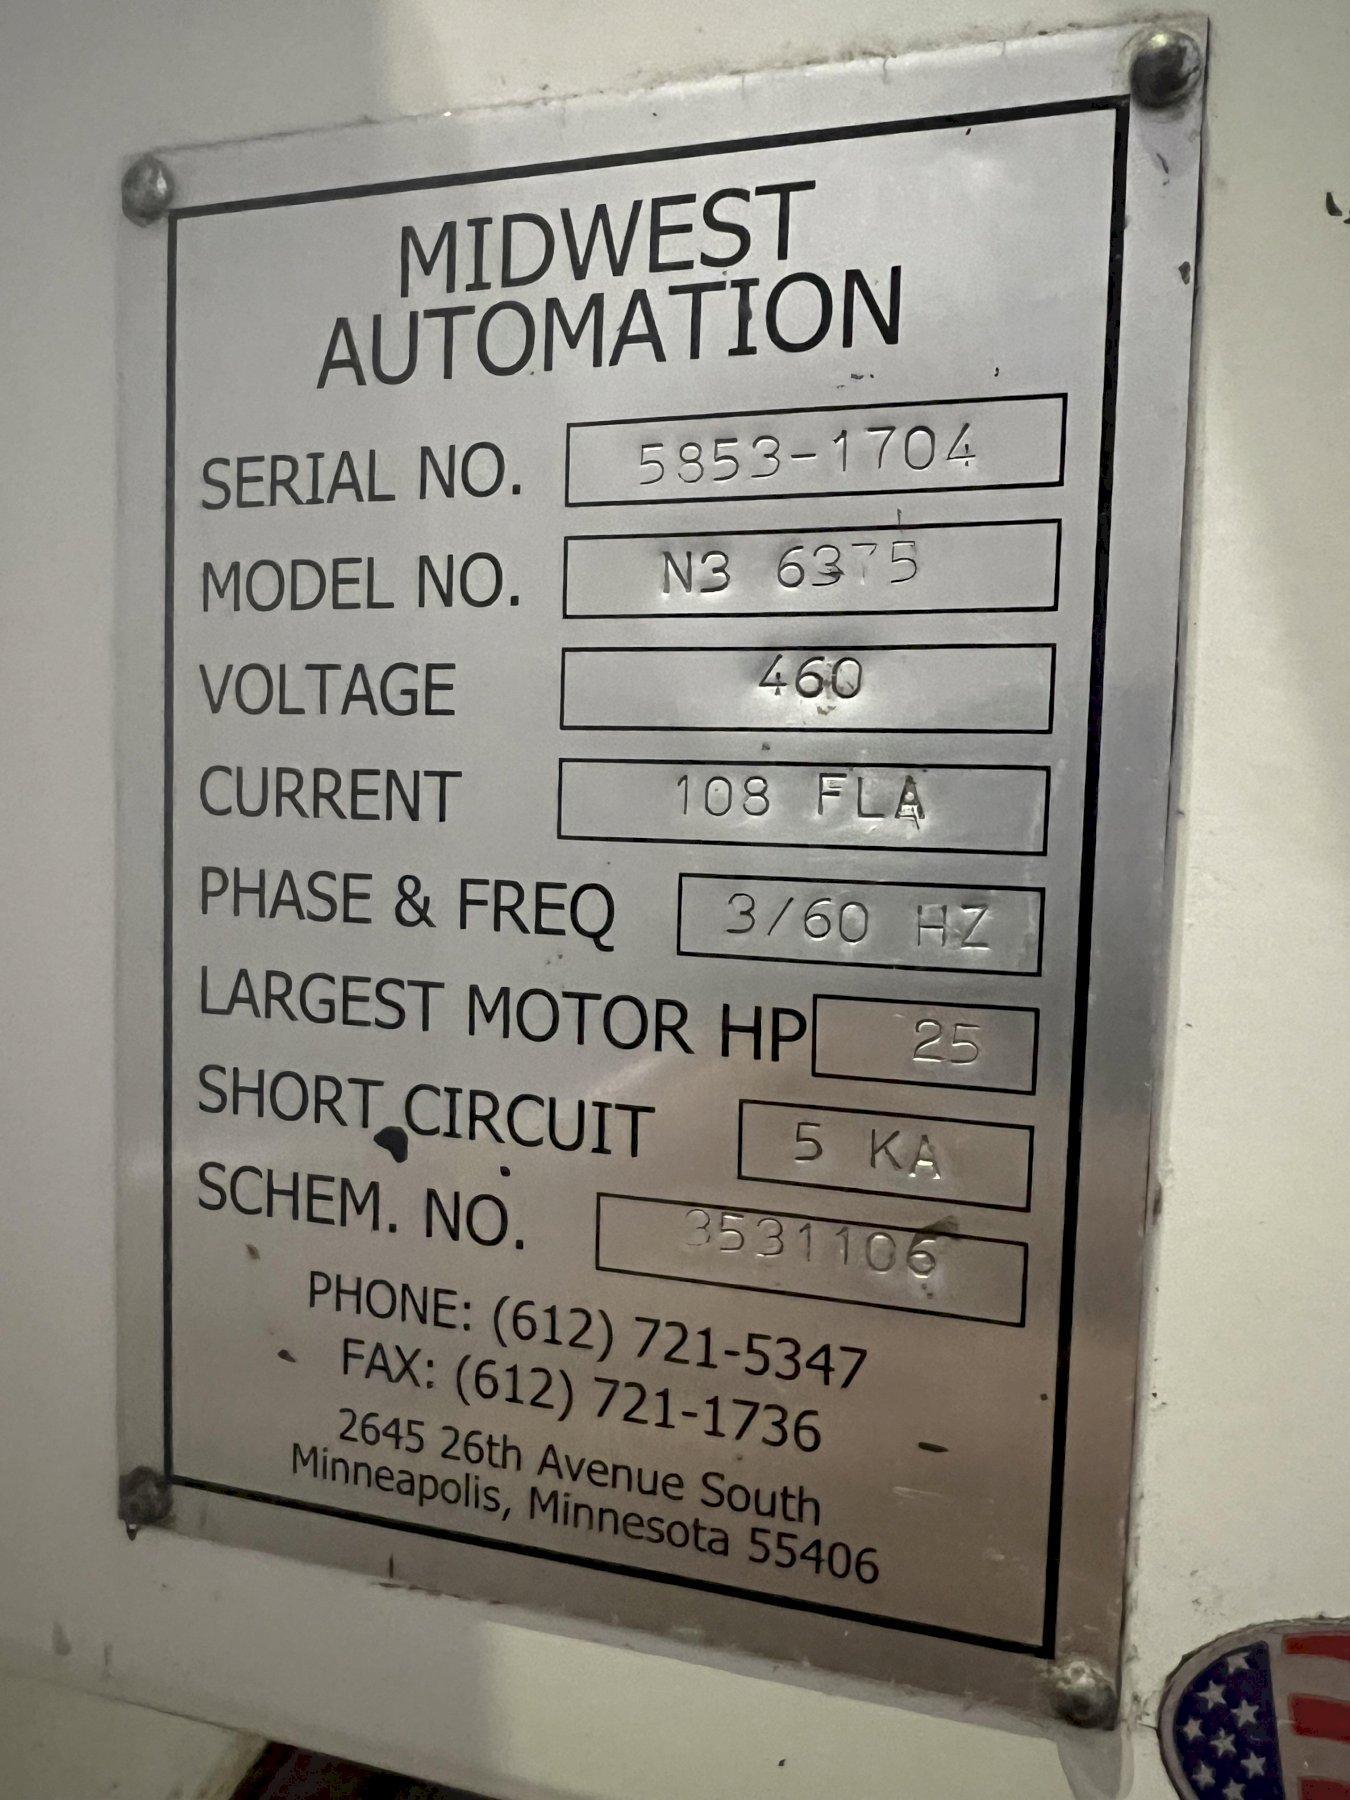 MIDWEST
AUTOMATION
SERIAL NO. 5853-1704
MODEL NO. N3 6375
VOLTAGE 460
CURRENT 108 FLA
PHASE & FREQ 3/60 HZ
LARGEST MOTOR HP 25
SHORT CIRCUIT 5 KA
SCHEM. NO. 3531106
PHONE: (612) 721-5347
FAX: (612) 721-1736
2645 26th Avenue South
Minneapolis, Minnesota 55406